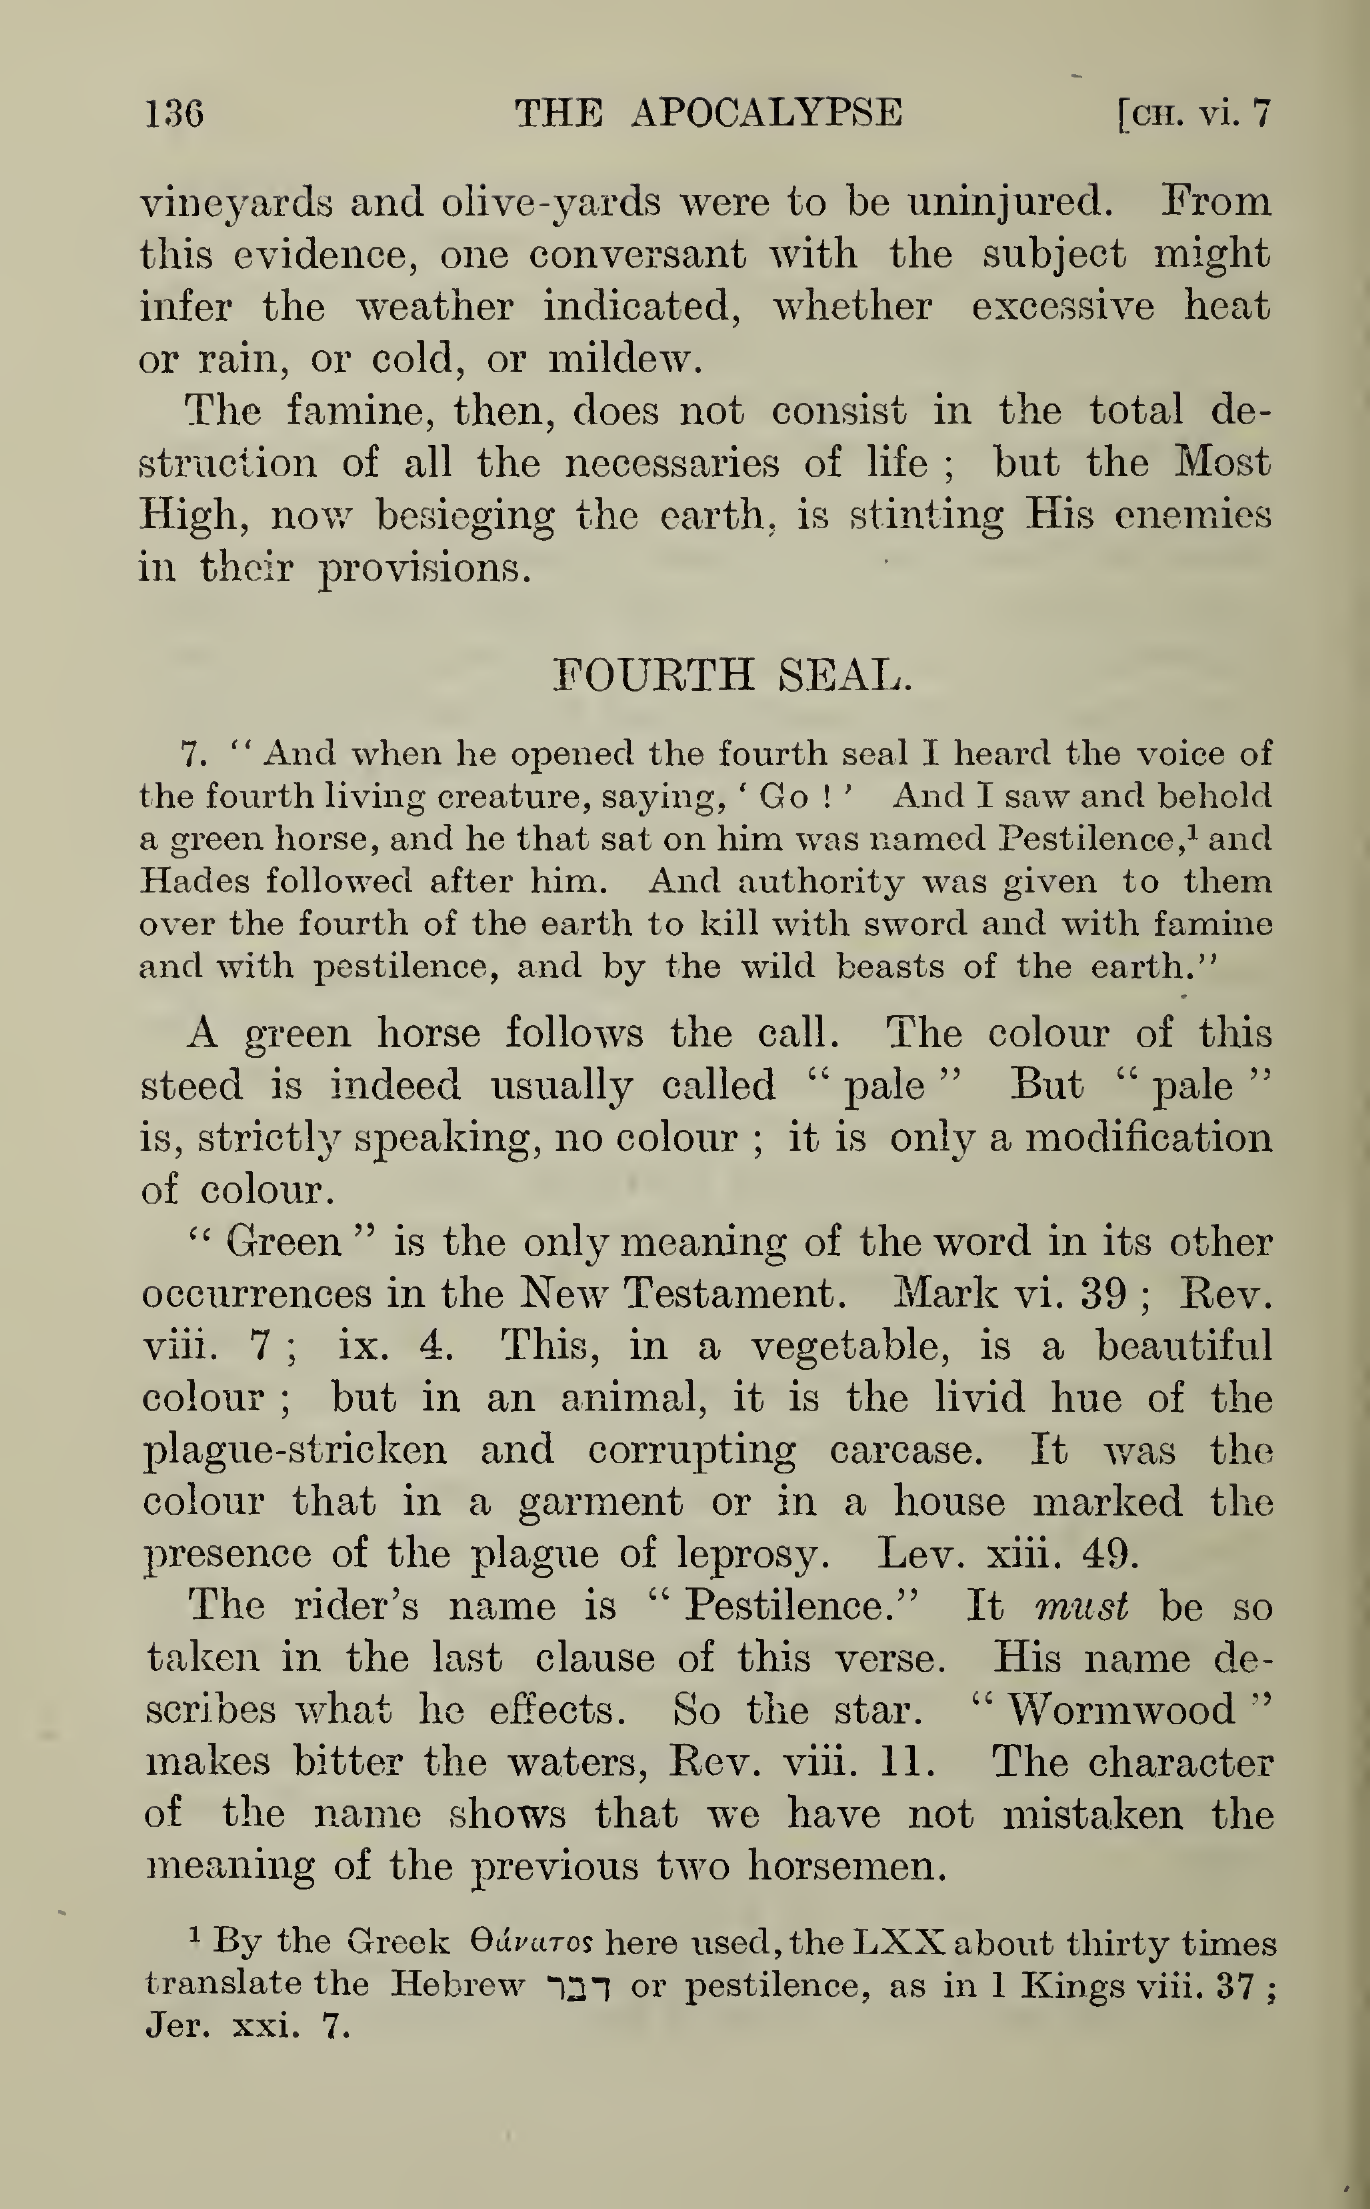 136 THE APOCALYPSE [CH. vi. 7
vineyards and olive-yards were to be uninjured. From
this evidence, one conversant with the subject might
infer the weather indicated, whether excessive heat
or rain, or cold, or mildew.
The famine, then, does not consist in the total de-
struction of all the necessaries of life ; but the Most
High, now besieging the earth, is stinting His enemies
in their provisions.
FOURTH SEAL.
7. “ And when he opened the fourth seal I heard the voice of
the fourth living creature, saying, ‘ Go ! ’ And I saw and behold
a green horse, and he that sat on him was named Pestilence,¹ and
Hades followed after him. And authority was given to them
over the fourth of the earth to kill with sword and with famine
and with pestilence, and by the wild beasts of the earth.”
A green horse follows the call. The colour of this
steed is indeed usually called “ pale ” But “ pale ”
is, strictly speaking, no colour ; it is only a modification
of colour.
“ Green ” is the only meaning of the word in its other
occurrences in the New Testament. Mark vi. 39 ; Rev.
viii. 7 ; ix. 4. This, in a vegetable, is a beautiful
colour ; but in an animal, it is the livid hue of the
plague-stricken and corrupting carcase. It was the
colour that in a garment or in a house marked the
presence of the plague of leprosy. Lev. xiii. 49.
The rider’s name is “ Pestilence.” It must be so
taken in the last clause of this verse. His name de-
scribes what he effects. So the star. “ Wormwood ”
makes bitter the waters, Rev. viii. 11. The character
of the name shows that we have not mistaken the
meaning of the previous two horsemen.
¹ By the Greek Θάνατος here used, the LXX about thirty times
translate the Hebrew דבר or pestilence, as in 1 Kings viii. 37 ;
Jer. xxi. 7.